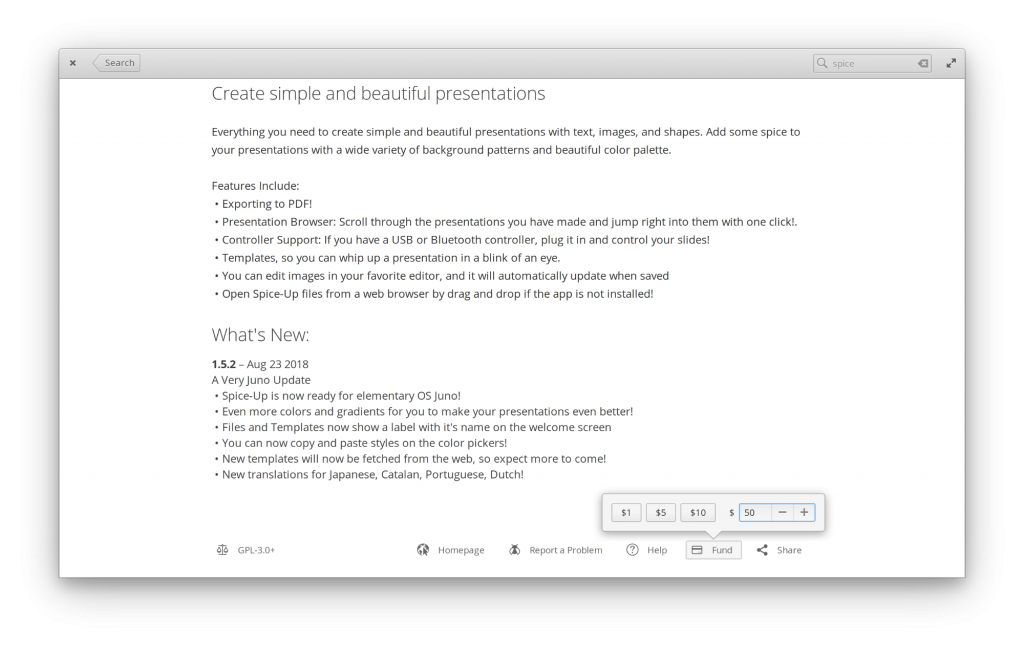 Search
spice
Create simple and beautiful presentations
Everything you need to create simple and beautiful presentations with text, images, and shapes. Add some spice to
your presentations with a wide variety of background patterns and beautiful color palette.
Features Include:
• Exporting to PDF!
• Presentation Browser: Scroll through the presentations you have made and jump right into them with one click!.
• Controller Support: If you have a USB or Bluetooth controller, plug it in and control your slides!
• Templates, so you can whip up a presentation in a blink of an eye.
• You can edit images in your favorite editor, and it will automatically update when saved
• Open Spice-Up files from a web browser by drag and drop if the app is not installed!
What's New:
1.5.2 – Aug 23 2018
A Very Juno Update
• Spice-Up is now ready for elementary OS Juno!
• Even more colors and gradients for you to make your presentations even better!
• Files and Templates now show a label with it's name on the welcome screen
• You can now copy and paste styles on the color pickers!
• New templates will now be fetched from the web, so expect more to come!
• New translations for Japanese, Catalan, Portuguese, Dutch!
$1 $5 $10 $ 50 − +
GPL-3.0+ Homepage Report a Problem Help Fund Share